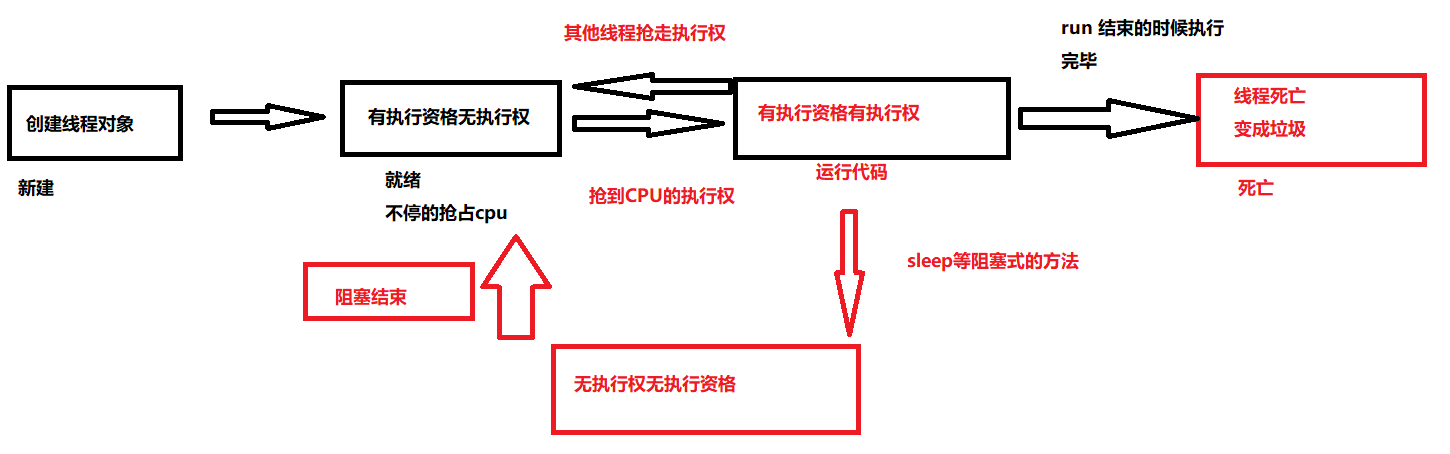 其他线程抢走执行权
run 结束的时候执行
完毕
创建线程对象
有执行资格无执行权
有执行资格有执行权
线程死亡
变成垃圾
新建
就绪
不停的抢占cpu
抢到CPU的执行权
运行代码
死亡
sleep等阻塞式的方法
阻塞结束
无执行权无执行资格